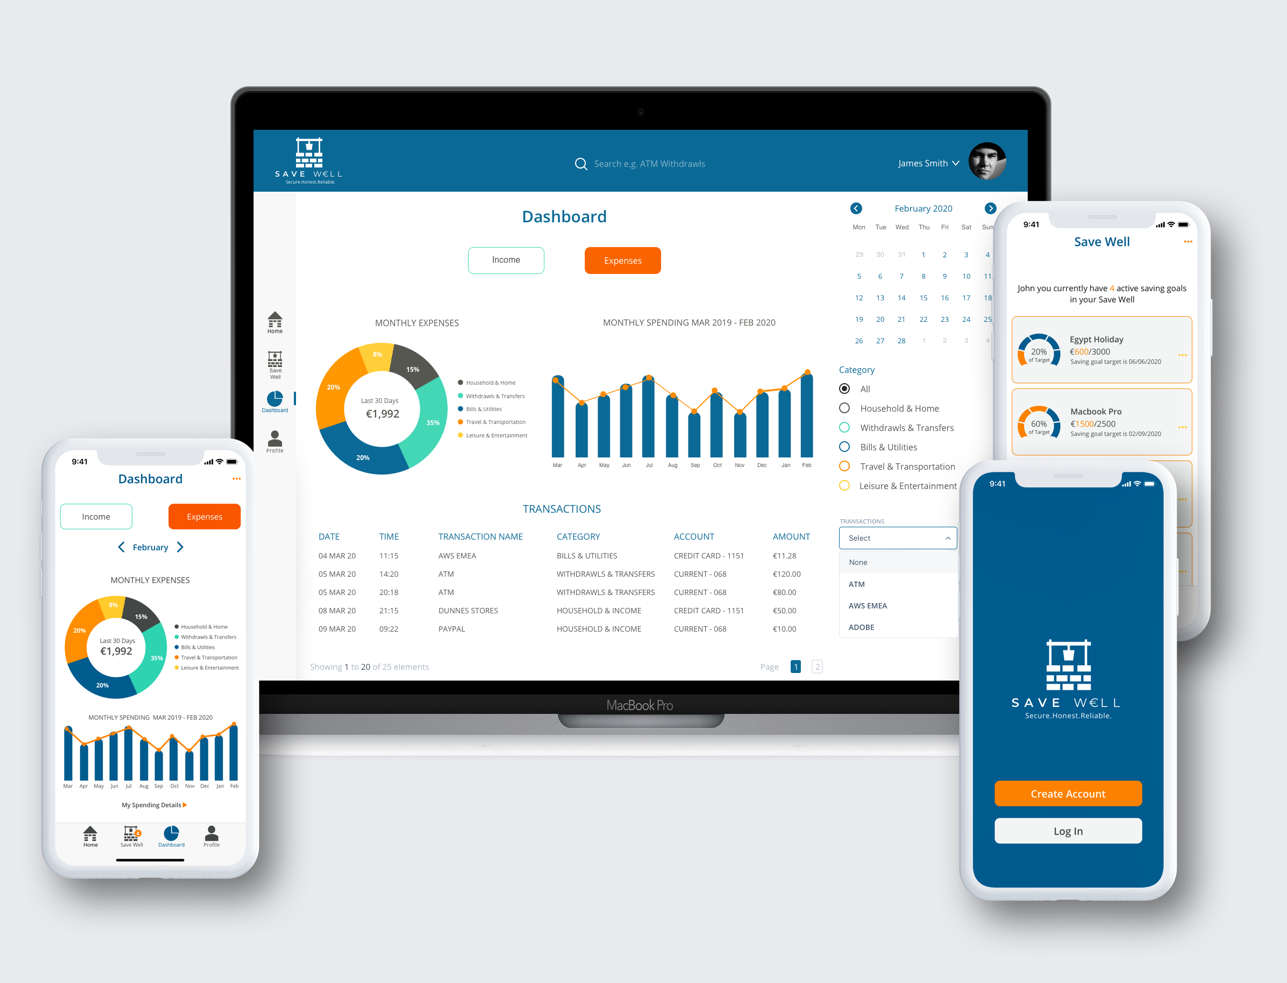 SAVE W€LL
Secure.Honest.Reliable.
Search e.g. ATM Withdrawls
James Smith
Dashboard
Income
Expenses
Home
Save
Well
Dashboard
Profile
MONTHLY EXPENSES
8%
15%
20%
35%
20%
Last 30 Days
€1,992
Household & Home
Withdrawls & Transfers
Bills & Utilities
Travel & Transportation
Leisure & Entertainment
MONTHLY SPENDING MAR 2019 - FEB 2020
Mar Apr May Jun Jul Aug Sep Oct Nov Dec Jan Feb
February 2020
Mon Tue Wed Thu Fri Sat Sun
29 30 31 1 2 3 4
5 6 7 8 9 10 11
12 13 14 15 16 17 18
19 20 21 22 23 24 25
26 27 28 1 2 3 4
Category
All
Household & Home
Withdrawls & Transfers
Bills & Utilities
Travel & Transportation
Leisure & Entertainment
TRANSACTIONS
DATE TIME TRANSACTION NAME CATEGORY ACCOUNT AMOUNT
04 MAR 20 11:15 AWS EMEA BILLS & UTILITIES CREDIT CARD - 1151 €11.28
05 MAR 20 14:20 ATM WITHDRAWLS & TRANSFERS CURRENT - 068 €120.00
05 MAR 20 20:18 ATM WITHDRAWLS & TRANSFERS CURRENT - 068 €80.00
08 MAR 20 21:15 DUNNES STORES HOUSEHOLD & INCOME CREDIT CARD - 1151 €50.00
09 MAR 20 09:22 PAYPAL HOUSEHOLD & INCOME CURRENT - 068 €10.00
Showing 1 to 20 of 25 elements
Page 1 2
TRANSACTIONS
Select
None
ATM
AWS EMEA
ADOBE
MacBook Pro
9:41
Dashboard
Income
Expenses
February
MONTHLY EXPENSES
8%
15%
20%
35%
20%
Last 30 Days
€1,992
Household & Home
Withdrawls & Transfers
Bills & Utilities
Travel & Transportation
Leisure & Entertainment
MONTHLY SPENDING MAR 2019 - FEB 2020
Mar Apr May Jun Jul Aug Sep Oct Nov Dec Jan Feb
My Spending Details
Home
4
Save Well
Dashboard
Profile
9:41
Save Well
John you currently have 4 active saving goals
in your Save Well
20%
of Target
Egypt Holiday
€600/3000
Saving goal target is 06/06/2020
60%
of Target
Macbook Pro
€1500/2500
Saving goal target is 02/09/2020
9:41
SAVE W€LL
Secure.Honest.Reliable.
Create Account
Log In